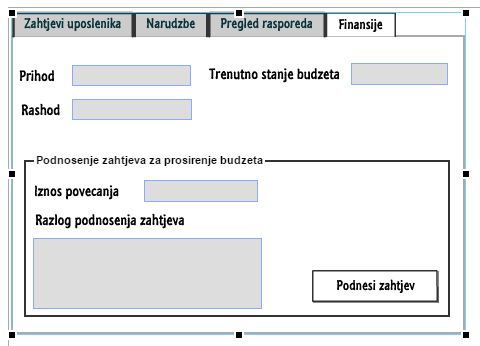 Zahtjevi uposlenika Narudzbe Pregled rasporeda Finansije
Prihod Trenutno stanje budzeta
Rashod
Podnosenje zahtjeva za prosirenje budzeta
Iznos povecanja
Razlog podnosenja zahtjeva
Podnesi zahtjev